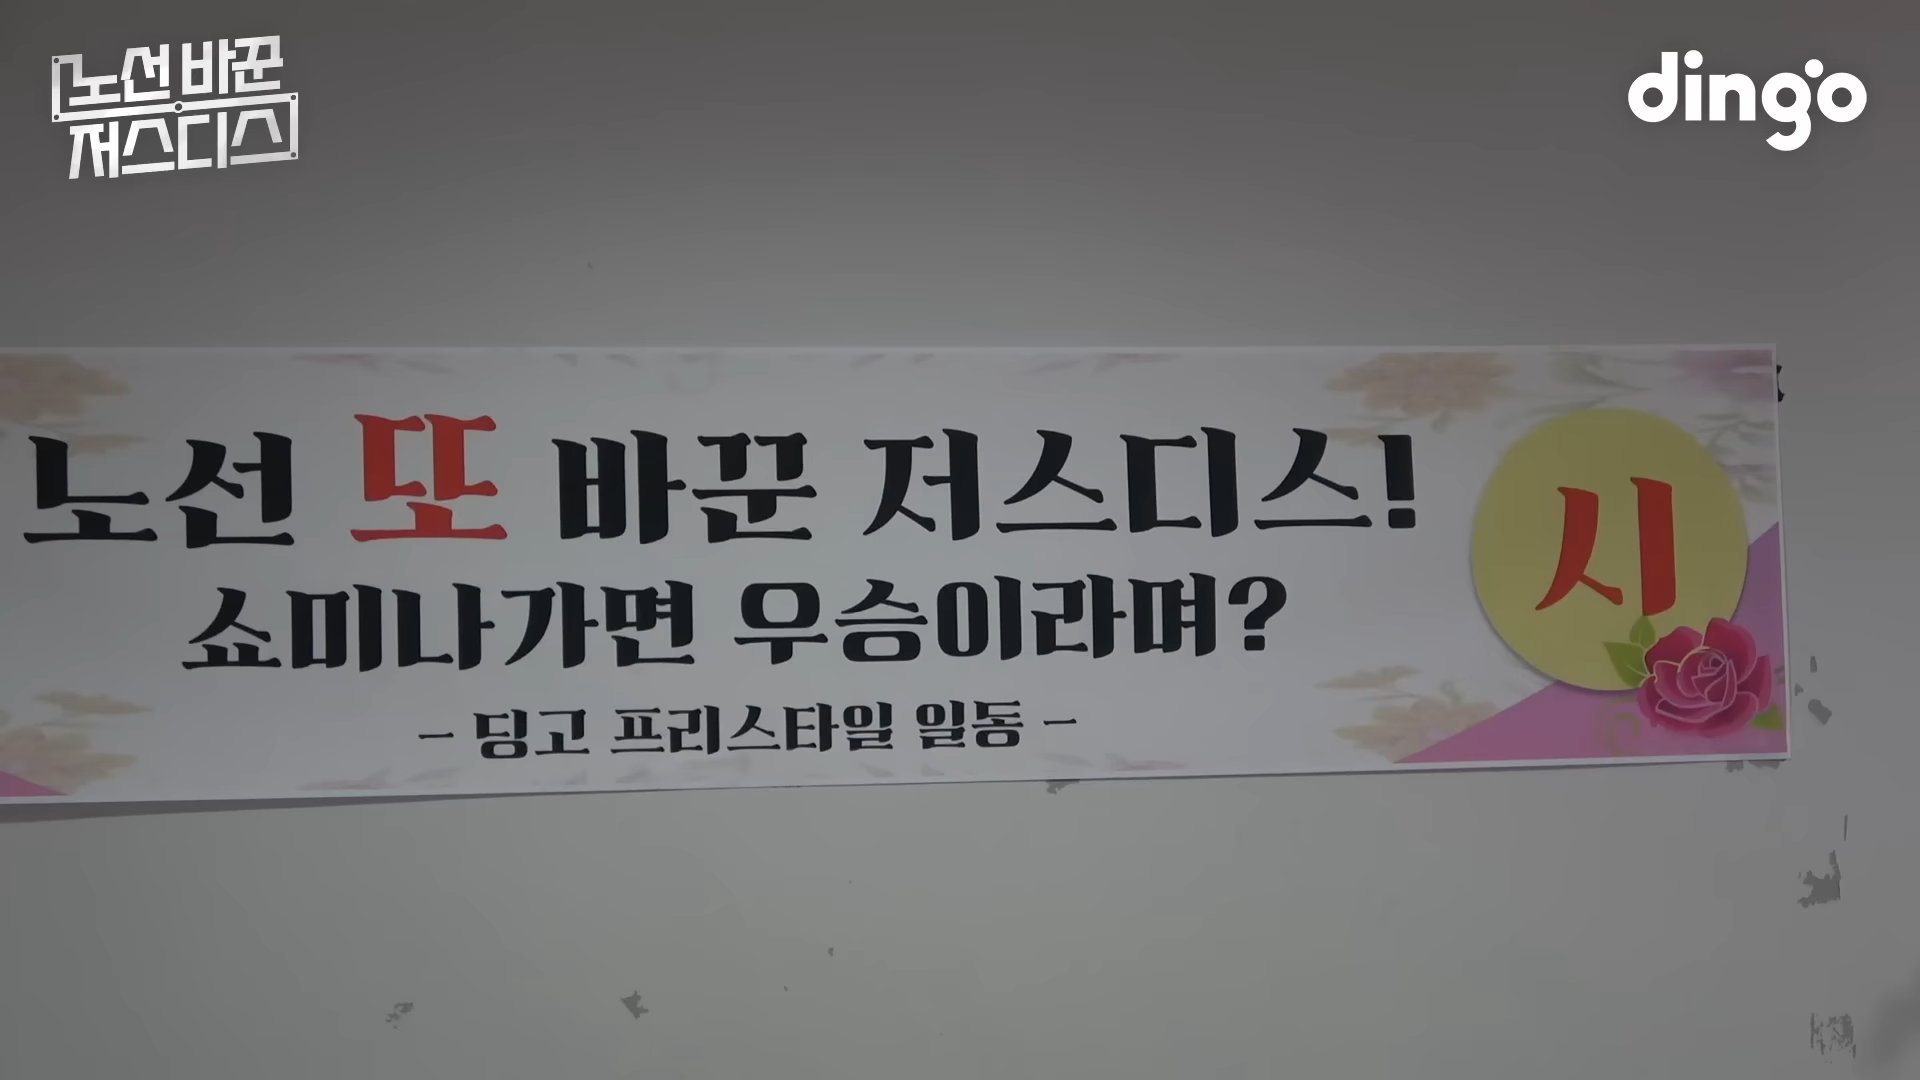 노선 바꾼
저스디스
dingo
노선 또 바꾼 저스디스!
시
쇼미나가면 우승이라며?
- 딩고 프리스타일 일동 -